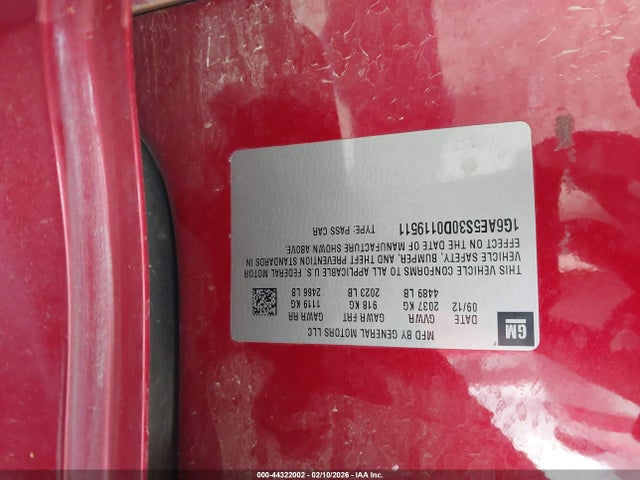 GM
MFD BY GENERAL MOTORS LLC
DATE GVWR GAWR FRT GAWR RR
09/12 2037 KG 918 KG 1119 KG
4489 LB 2023 LB 2466 LB
THIS VEHICLE CONFORMS TO ALL APPLICABLE U.S. FEDERAL MOTOR
VEHICLE SAFETY, BUMPER, AND THEFT PREVENTION STANDARDS IN
EFFECT ON THE DATE OF MANUFACTURE SHOWN ABOVE.
1G6AE5S30D0119511 TYPE: PASS CAR
000-44322002 - 02/10/2026 - IAA Inc.